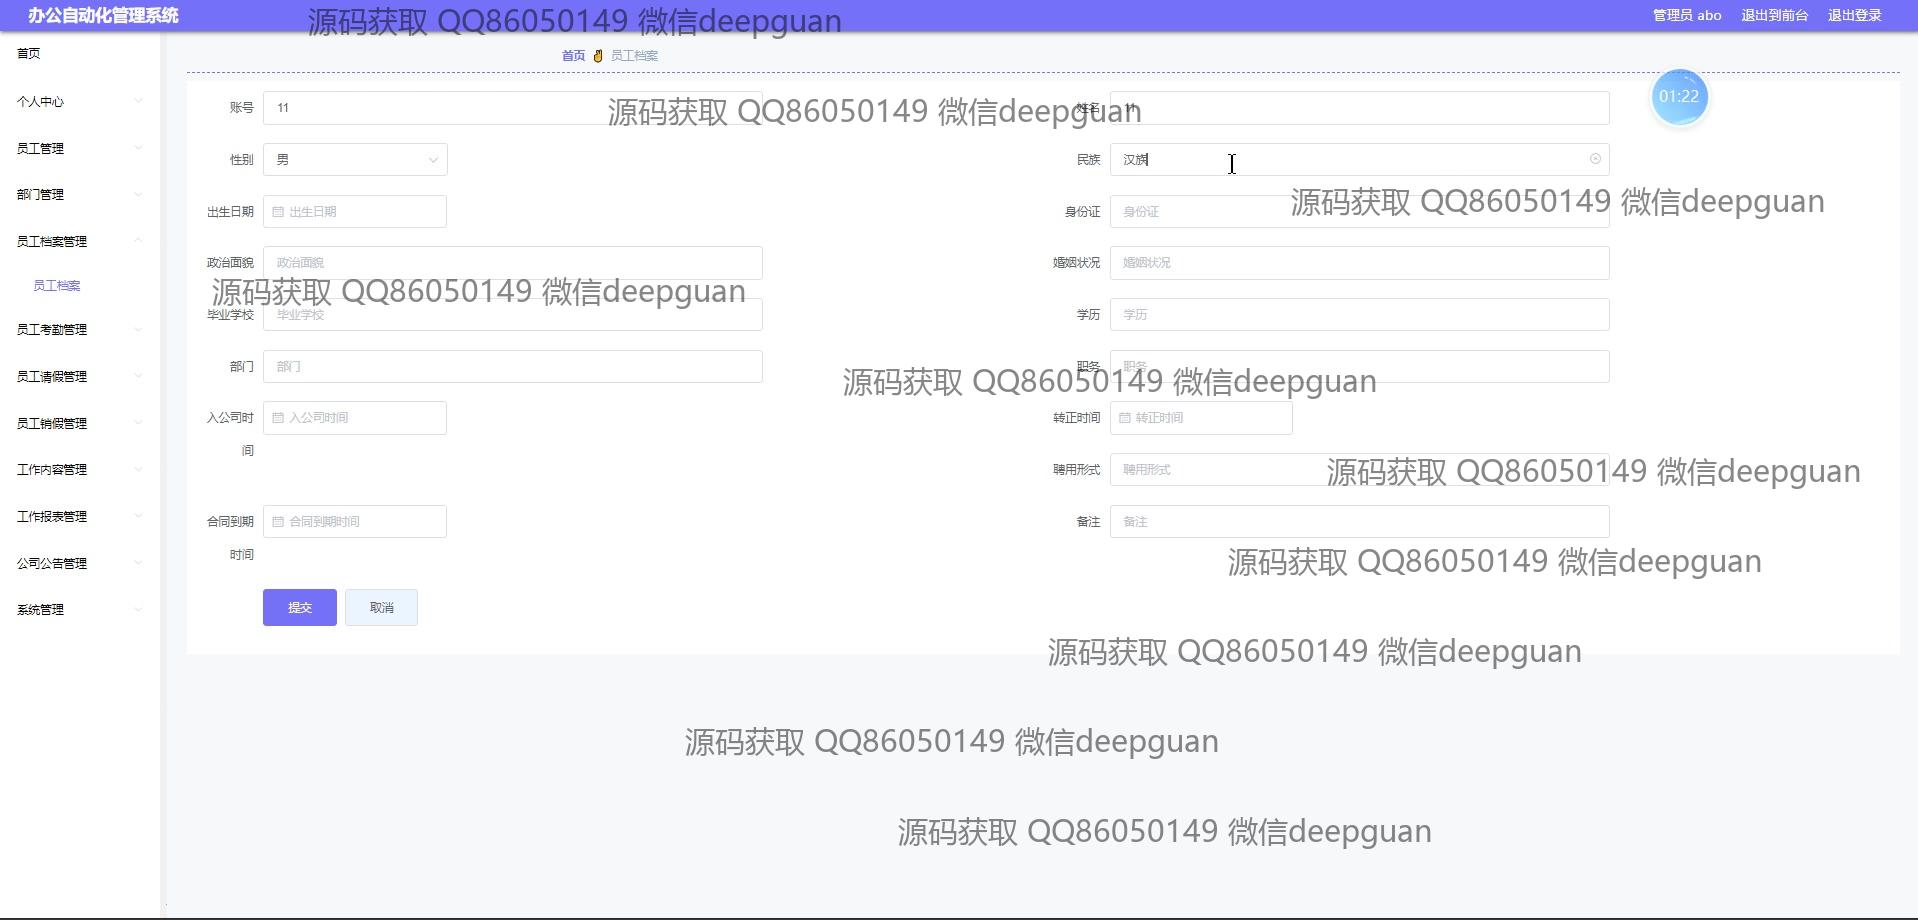 办公自动化管理系统
源码获取 QQ86050149 微信deepguan
管理员 abo 退出到前台 退出登录
首页
个人中心
员工管理
部门管理
员工档案管理
员工档案
员工考勤管理
员工请假管理
员工销假管理
工作内容管理
工作报表管理
公司公告管理
系统管理
首页 员工档案
01:22
账号 11
源码获取 QQ86050149 微信deepguan
姓名 11
性别 男
民族 汉族
出生日期 出生日期
身份证 身份证
源码获取 QQ86050149 微信deepguan
政治面貌 政治面貌
婚姻状况 婚姻状况
源码获取 QQ86050149 微信deepguan
毕业学校 毕业学校
学历 学历
部门 部门
职务 职务
源码获取 QQ86050149 微信deepguan
入公司时
间
入公司时间
转正时间 转正时间
聘用形式 聘用形式
源码获取 QQ86050149 微信deepguan
合同到期
时间
合同到期时间
备注 备注
源码获取 QQ86050149 微信deepguan
提交 取消
源码获取 QQ86050149 微信deepguan
源码获取 QQ86050149 微信deepguan
源码获取 QQ86050149 微信deepguan